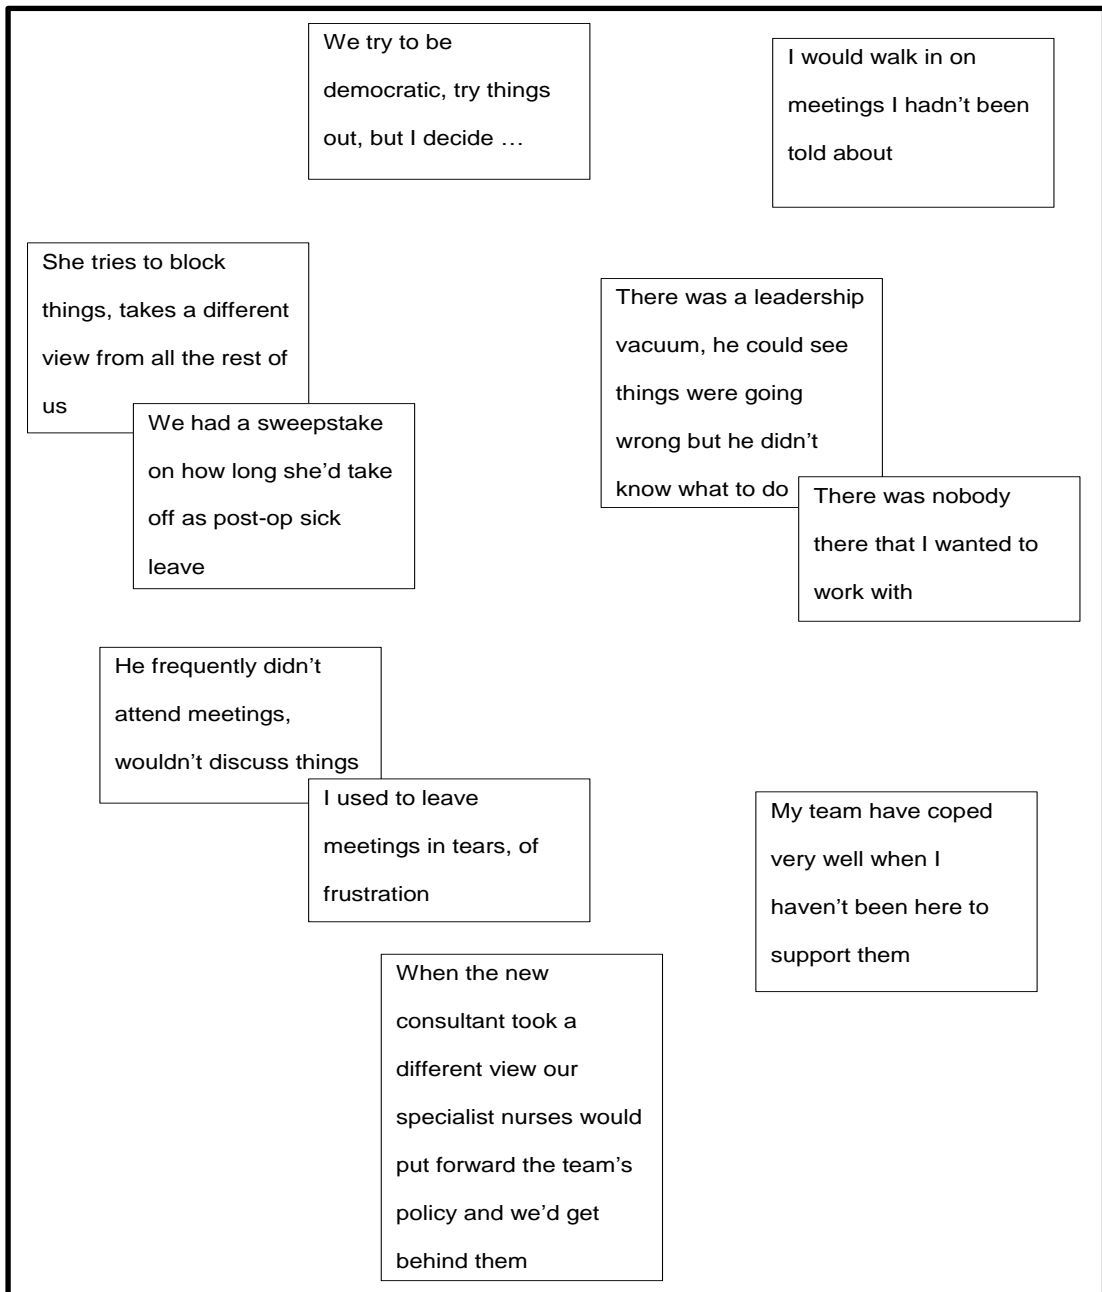 We try to be
democratic, try things
out, but I decide …
I would walk in on
meetings I hadn’t been
told about
She tries to block
things, takes a different
view from all the rest of
us
We had a sweepstake
on how long she’d take
off as post-op sick
leave
There was a leadership
vacuum, he could see
things were going
wrong but he didn’t
know what to do
There was nobody
there that I wanted to
work with
He frequently didn’t
attend meetings,
wouldn’t discuss things
I used to leave
meetings in tears, of
frustration
My team have coped
very well when I
haven’t been here to
support them
When the new
consultant took a
different view our
specialist nurses would
put forward the team’s
policy and we’d get
behind them